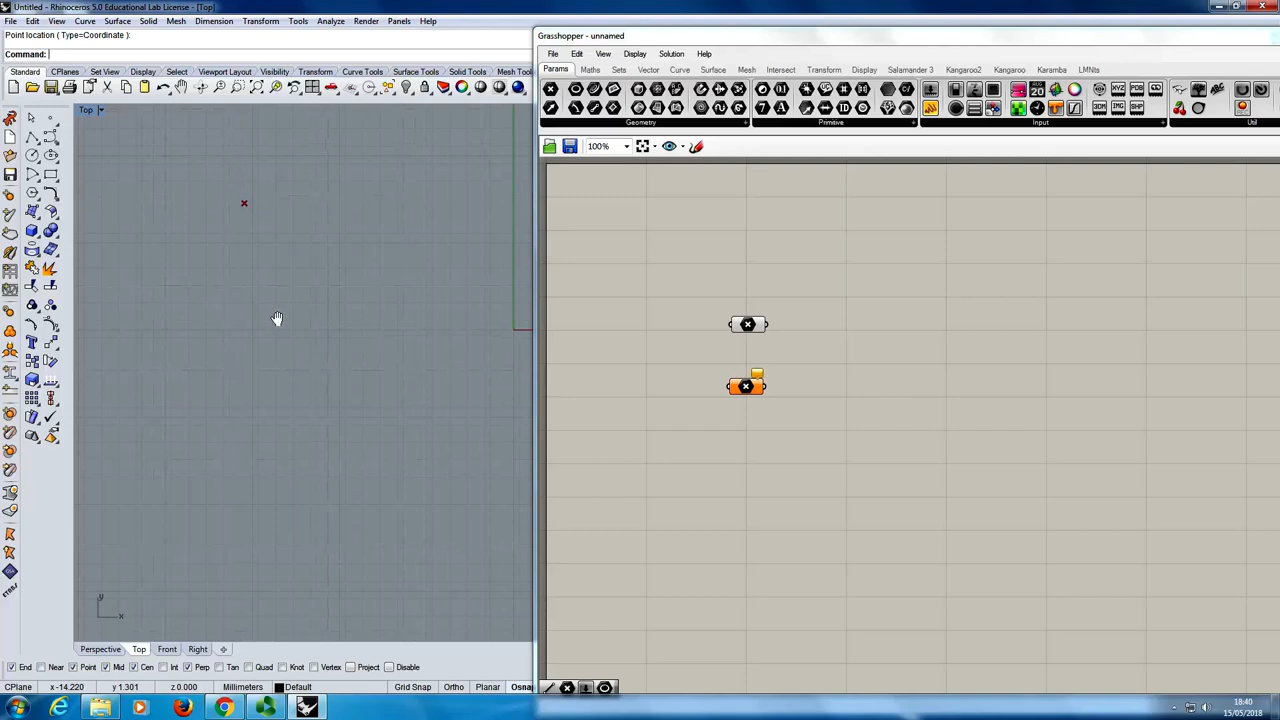 Untitled - Rhinoceros 5.0 Educational Lab License - [Top]
File Edit View Curve Surface Solid Mesh Dimension Transform Tools Analyze Render Panels Help
Point location ( Type=Coordinate ):
Command:
Standard CPlanes Set View Display Select Viewport Layout Visibility Transform Curve Tools Surface Tools Solid Tools Mesh Tools
Top
y
x
Perspective Top Front Right
End Near Point Mid Cen Int Perp Tan Quad Knot Vertex Project Disable
CPlane x -14.220 y 1.301 z 0.000 Millimeters Default Grid Snap Ortho Planar Osnap
Grasshopper - unnamed
File Edit View Display Solution Help
Params Maths Sets Vector Curve Surface Mesh Intersect Transform Display Salamander 3 Kangaroo2 Kangaroo Karamba LMNts
Geometry Primitive Input Util
100%
18:40
15/05/2018